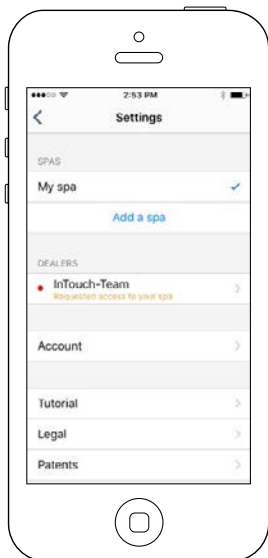 2:53 PM
Settings
SPAS
My spa
Add a spa
DEALERS
InTouch-Team
Requested access to your spa
Account
Tutorial
Legal
Patents